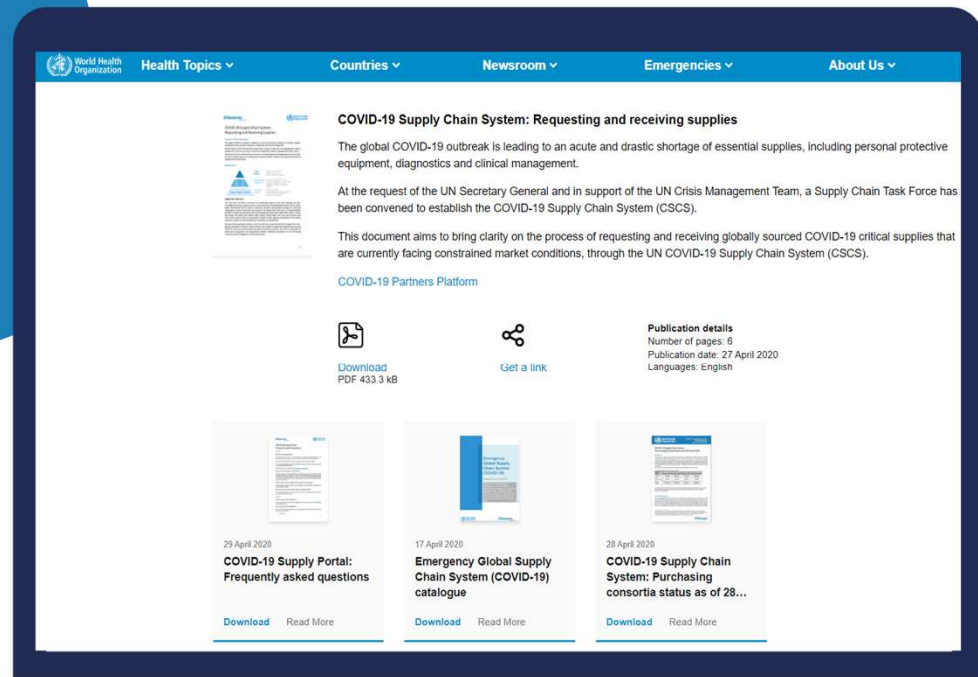 World Health
Organization
Health Topics
Countries
Newsroom
Emergencies
About Us
COVID-19 Supply Chain System: Requesting and receiving supplies
The global COVID-19 outbreak is leading to an acute and drastic shortage of essential supplies, including personal protective
equipment, diagnostics and clinical management.
At the request of the UN Secretary General and in support of the UN Crisis Management Team, a Supply Chain Task Force has
been convened to establish the COVID-19 Supply Chain System (CSCS).
This document aims to bring clarity on the process of requesting and receiving globally sourced COVID-19 critical supplies that
are currently facing constrained market conditions, through the UN COVID-19 Supply Chain System (CSCS).
COVID-19 Partners Platform
Download
PDF 433.3 kB
Get a link
Publication details
Number of pages: 6
Publication date: 27 April 2020
Languages: English
29 April 2020
COVID-19 Supply Portal:
Frequently asked questions
Download Read More
Emergency
Global Supply
Chain System
(COVID-19)
17 April 2020
Emergency Global Supply
Chain System (COVID-19)
catalogue
Download Read More
28 April 2020
COVID-19 Supply Chain
System: Purchasing
consortia status as of 28...
Download Read More